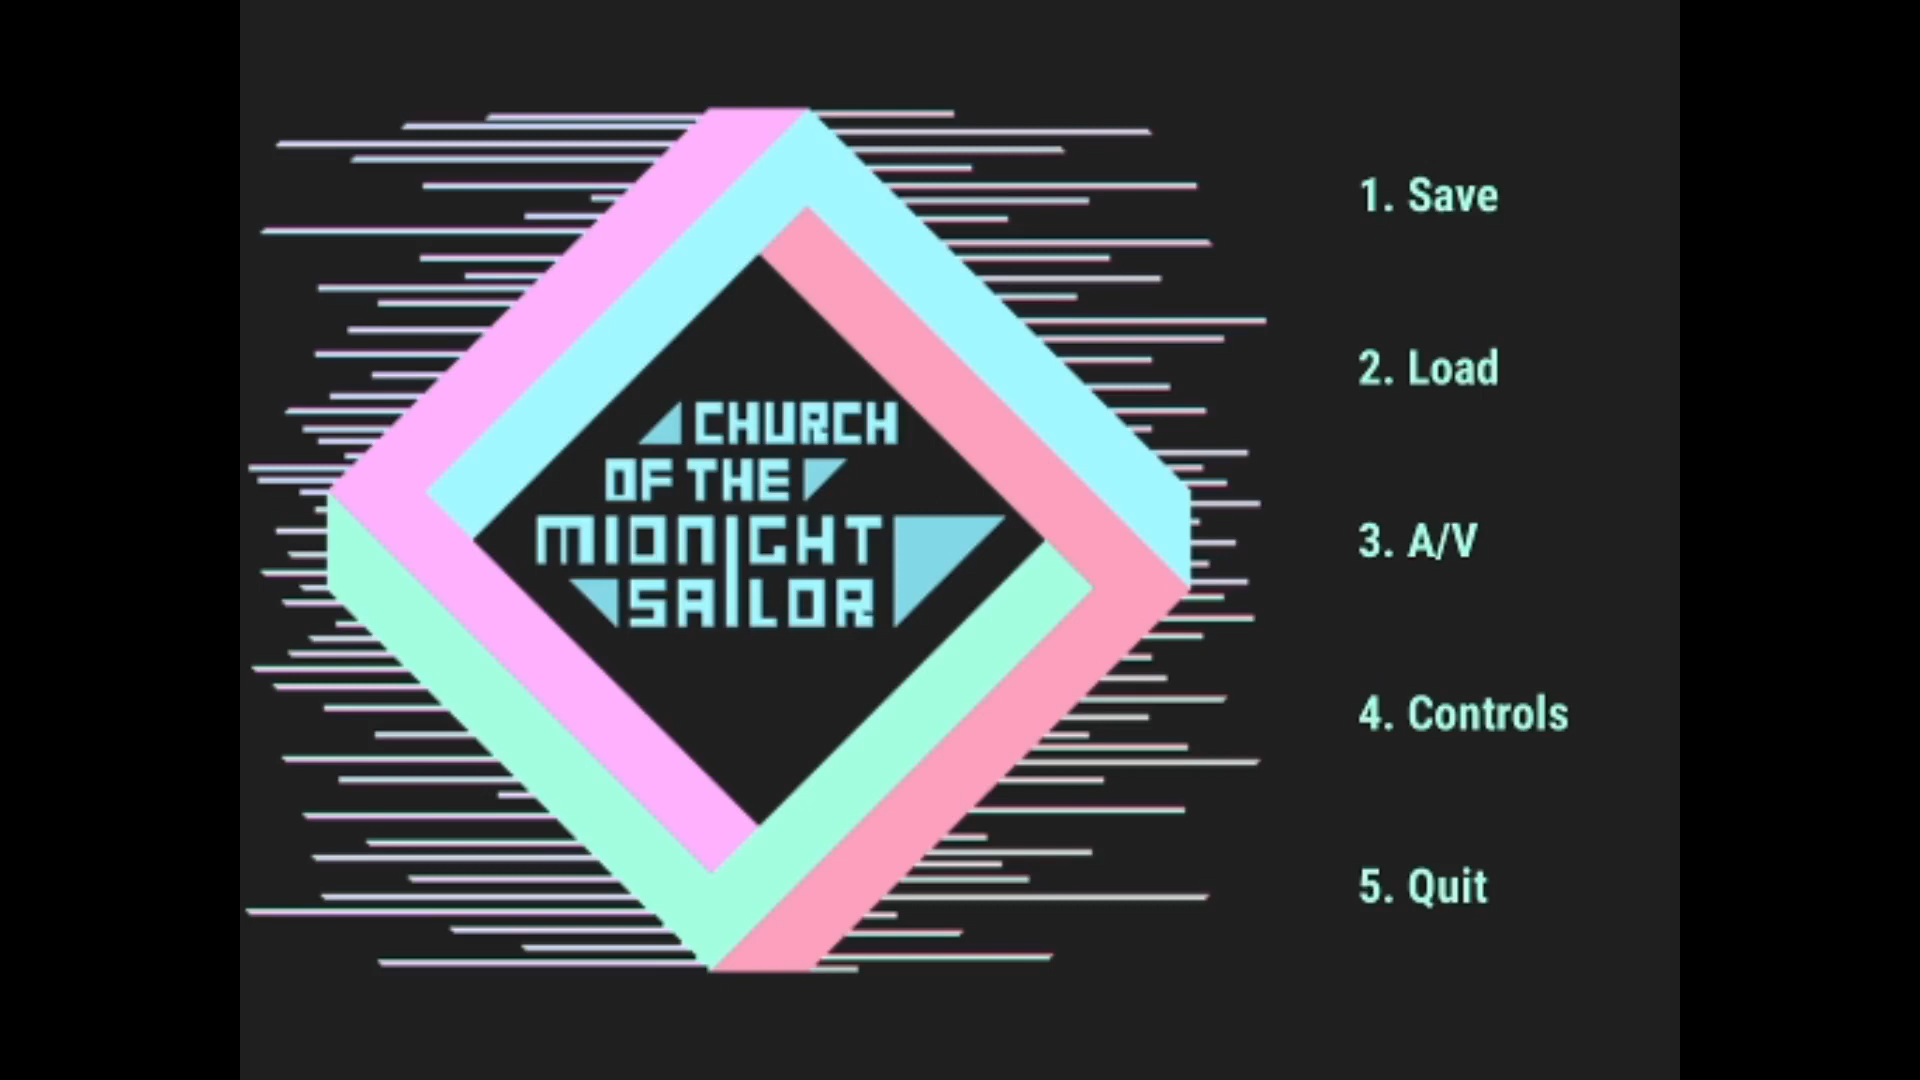 CHURCH
OF THE
MIDNIGHT
SAILOR
1. Save
2. Load
3. A/V
4. Controls
5. Quit